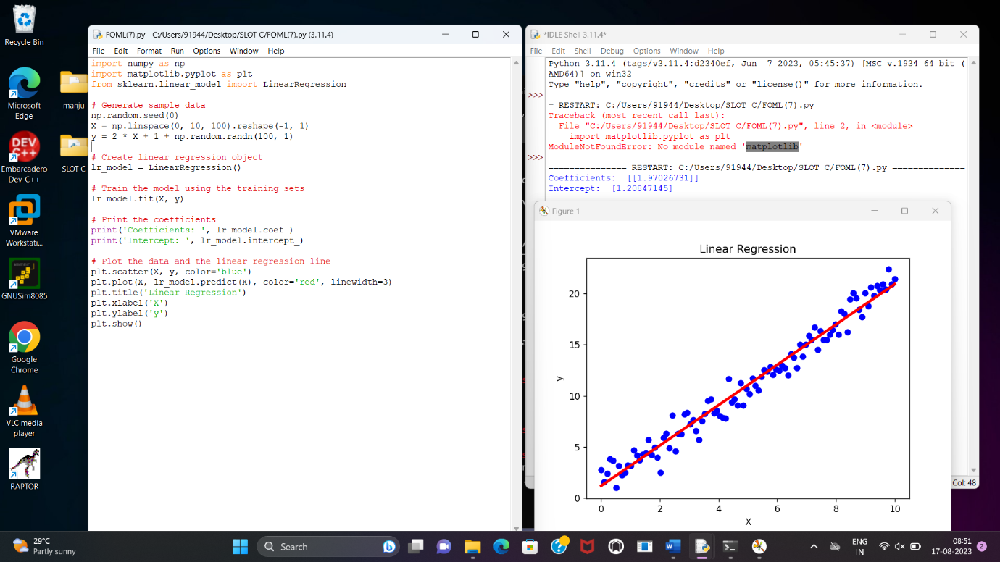 Recycle Bin
Microsoft
Edge
Embarcadero
Dev-C++
VMware
Workstati...
GNUSim8085
Google
Chrome
VLC media
player
RAPTOR
manju
SLOT C
DEV
C++
FOML(7).py - C:/Users/91944/Desktop/SLOT C/FOML(7).py (3.11.4)
File Edit Format Run Options Window Help
import numpy as np
import matplotlib.pyplot as plt
from sklearn.linear_model import LinearRegression
# Generate sample data
np.random.seed(0)
X = np.linspace(0, 10, 100).reshape(-1, 1)
y = 2 * X + 1 + np.random.randn(100, 1)
# Create linear regression object
lr_model = LinearRegression()
# Train the model using the training sets
lr_model.fit(X, y)
# Print the coefficients
print('Coefficients: ', lr_model.coef_)
print('Intercept: ', lr_model.intercept_)
# Plot the data and the linear regression line
plt.scatter(X, y, color='blue')
plt.plot(X, lr_model.predict(X), color='red', linewidth=3)
plt.title('Linear Regression')
plt.xlabel('X')
plt.ylabel('y')
plt.show()
*IDLE Shell 3.11.4*
File Edit Shell Debug Options Window Help
Python 3.11.4 (tags/v3.11.4:d2340ef, Jun  7 2023, 05:45:37) [MSC v.1934 64 bit (
AMD64)] on win32
Type "help", "copyright", "credits" or "license()" for more information.
>>>
= RESTART: C:/Users/91944/Desktop/SLOT C/FOML(7).py
Traceback (most recent call last):
  File "C:/Users/91944/Desktop/SLOT C/FOML(7).py", line 2, in <module>
    import matplotlib.pyplot as plt
ModuleNotFoundError: No module named 'matplotlib'
>>>
=============== RESTART: C:/Users/91944/Desktop/SLOT C/FOML(7).py ==============
Coefficients:  [[1.97026731]]
Intercept:  [1.20847145]
Figure 1
Linear Regression
20
15
10
5
0
y
0 2 4 6 8 10
X
Col: 48
29°C
Partly sunny
Search
ENG
IN
08:51
17-08-2023
2